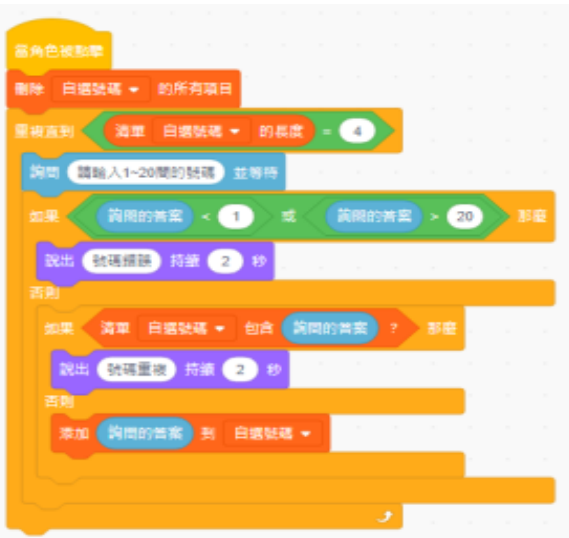 當角色被點擊
刪除 自選號碼 的所有項目
重複直到 清單 自選號碼 的長度 = 4
詢問 請輸入1~20間的號碼 並等待
如果 詢問的答案 < 1 或 詢問的答案 > 20 那麼
說出 號碼錯誤 持續 2 秒
否則
如果 清單 自選號碼 包含 詢問的答案 ? 那麼
說出 號碼重複 持續 2 秒
否則
添加 詢問的答案 到 自選號碼